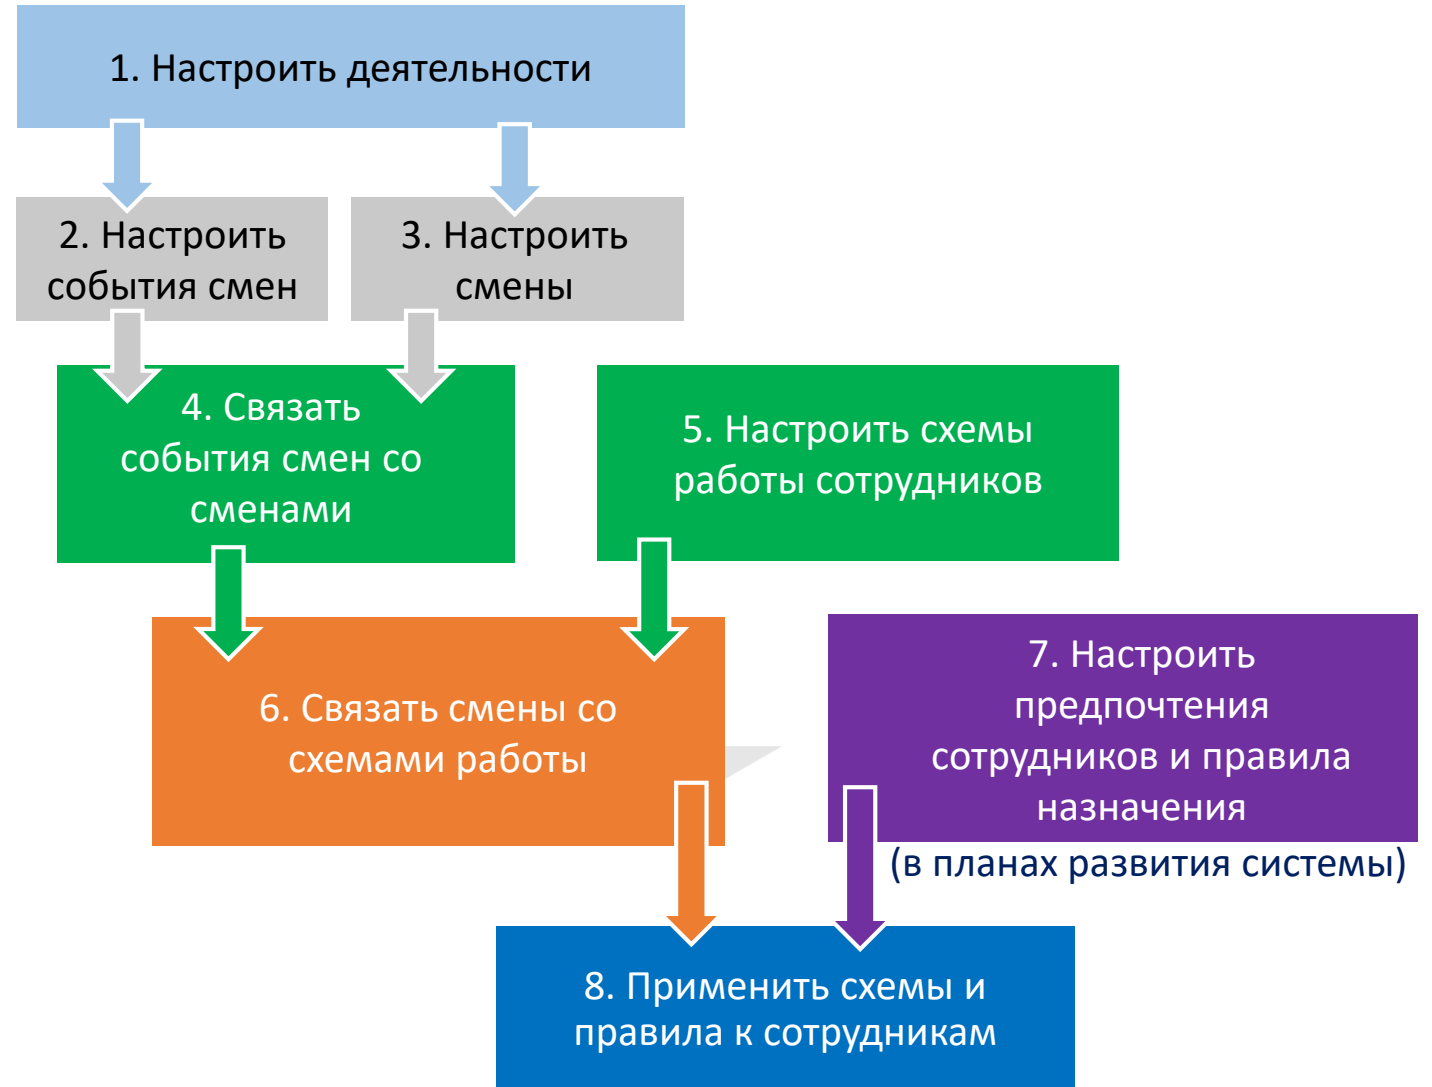 1. Настроить деятельности
2. Настроить
события смен
3. Настроить
смены
4. Связать
события смен со
сменами
5. Настроить схемы
работы сотрудников
6. Связать смены со
схемами работы
7. Настроить
предпочтения
сотрудников и правила
назначения
(в планах развития системы)
8. Применить схемы и
правила к сотрудникам